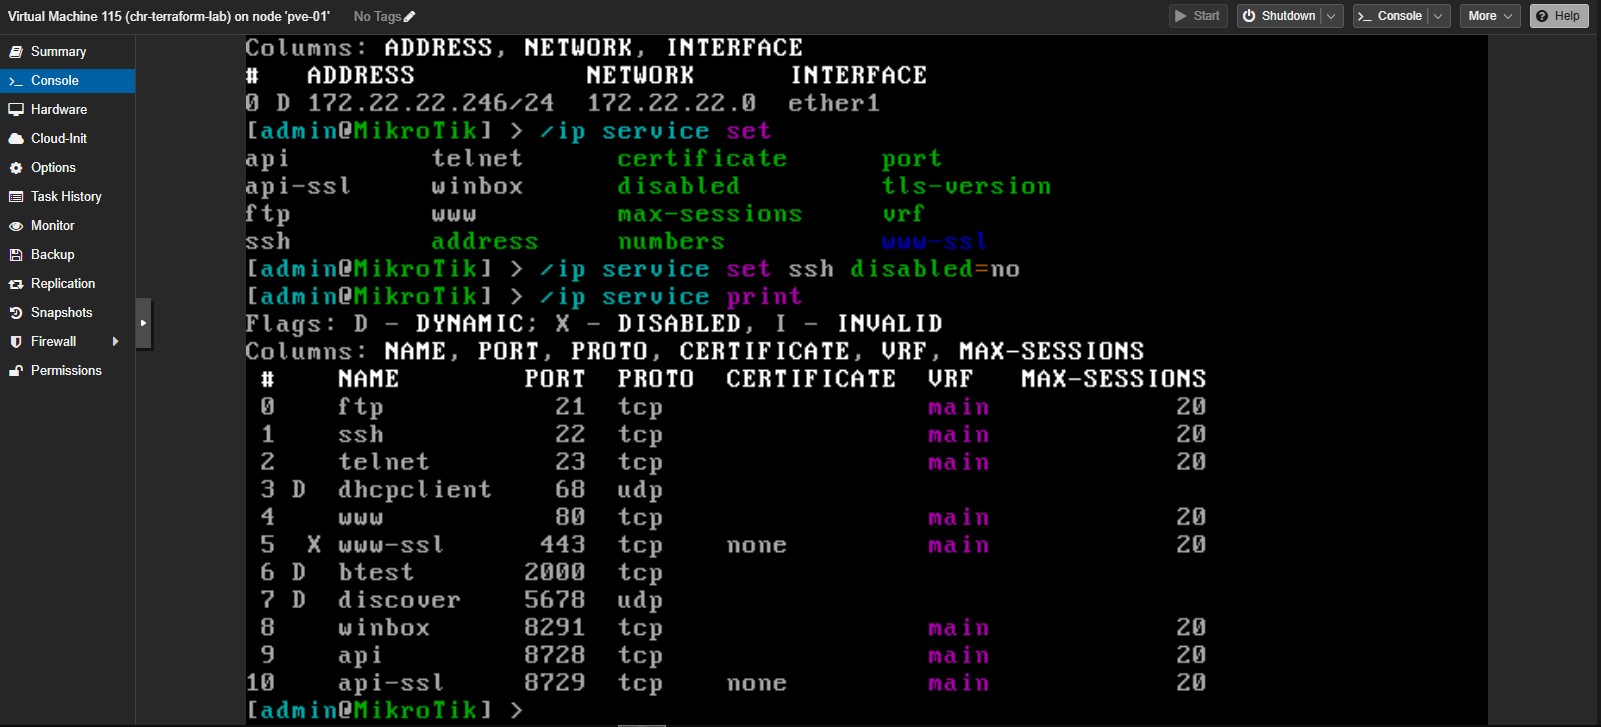 Virtual Machine 115 (chr-terraform-lab) on node 'pve-01' No Tags Start Shutdown Console More Help
Summary
Console
Hardware
Cloud-Init
Options
Task History
Monitor
Backup
Replication
Snapshots
Firewall
Permissions
Columns: ADDRESS, NETWORK, INTERFACE
# ADDRESS NETWORK INTERFACE
0 D 172.22.22.246/24 172.22.22.0 ether1
[admin@MikroTik] > /ip service set
api telnet certificate port
api-ssl winbox disabled tls-version
ftp www max-sessions vrf
ssh address numbers www-ssl
[admin@MikroTik] > /ip service set ssh disabled=no
[admin@MikroTik] > /ip service print
Flags: D - DYNAMIC; X - DISABLED, I - INVALID
Columns: NAME, PORT, PROTO, CERTIFICATE, VRF, MAX-SESSIONS
# NAME PORT PROTO CERTIFICATE VRF MAX-SESSIONS
0 ftp 21 tcp main 20
1 ssh 22 tcp main 20
2 telnet 23 tcp main 20
3 D dhcpclient 68 udp
4 www 80 tcp main 20
5 X www-ssl 443 tcp none main 20
6 D btest 2000 tcp
7 D discover 5678 udp
8 winbox 8291 tcp main 20
9 api 8728 tcp main 20
10 api-ssl 8729 tcp none main 20
[admin@MikroTik] >